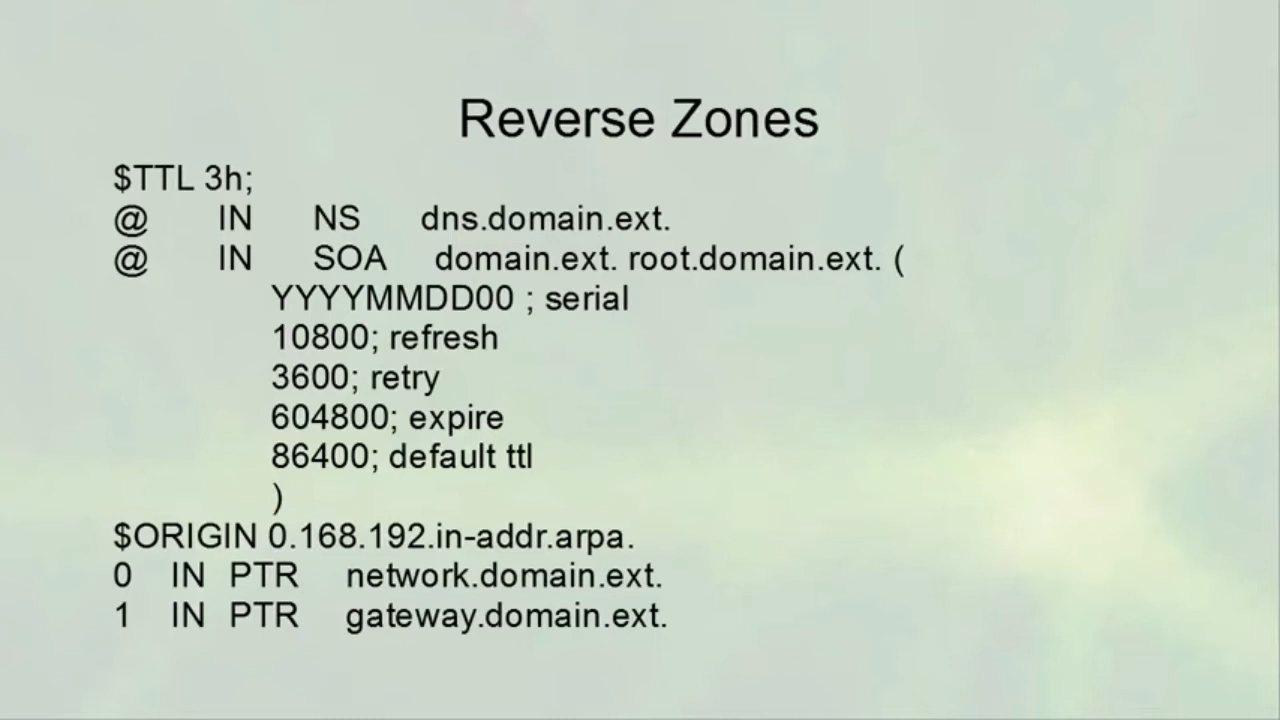 Reverse Zones
$TTL 3h;
@ IN NS dns.domain.ext.
@ IN SOA domain.ext. root.domain.ext. (
YYYYMMDD00 ; serial
10800; refresh
3600; retry
604800; expire
86400; default ttl
)
$ORIGIN 0.168.192.in-addr.arpa.
0 IN PTR network.domain.ext.
1 IN PTR gateway.domain.ext.